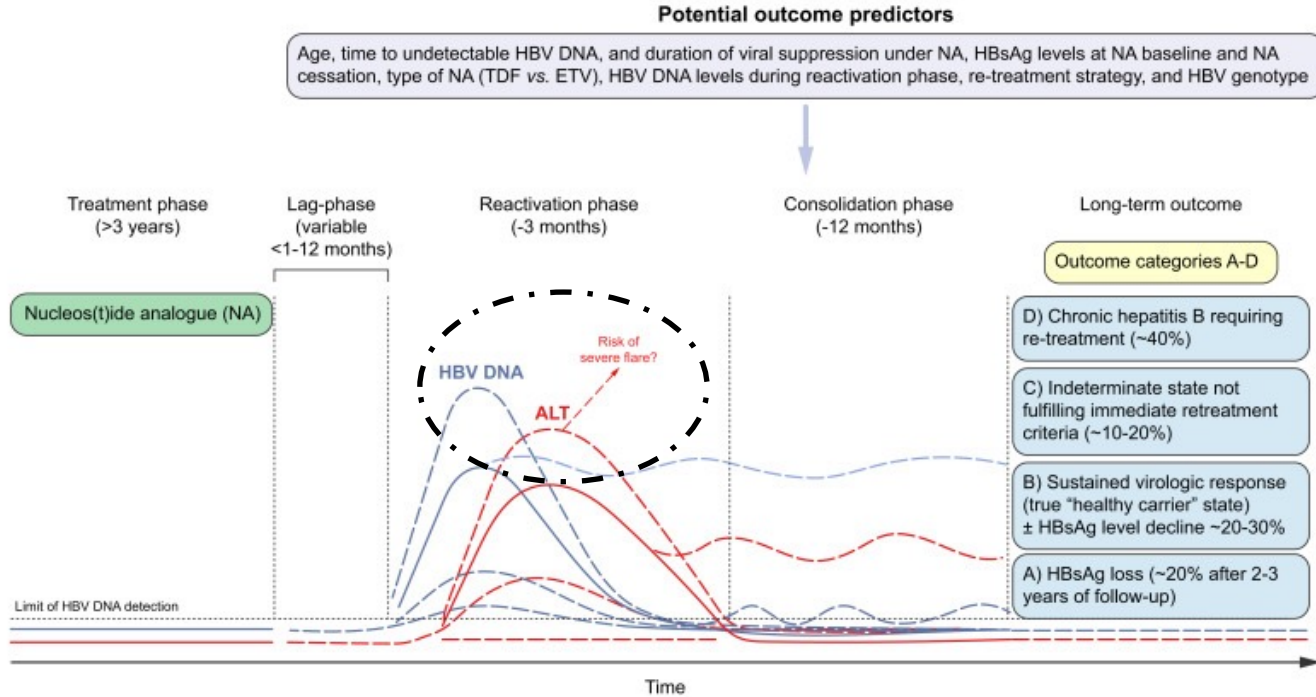 Potential outcome predictors
Age, time to undetectable HBV DNA, and duration of viral suppression under NA, HBsAg levels at NA baseline and NA
cessation, type of NA (TDF vs. ETV), HBV DNA levels during reactivation phase, re-treatment strategy, and HBV genotype
Treatment phase
(>3 years)
Lag-phase
(variable
<1-12 months)
Reactivation phase
(-3 months)
Consolidation phase
(-12 months)
Long-term outcome
Outcome categories A-D
Nucleos(t)ide analogue (NA)
Risk of
severe flare?
HBV DNA
ALT
D) Chronic hepatitis B requiring
re-treatment (~40%)
C) Indeterminate state not
fulfilling immediate retreatment
criteria (~10-20%)
B) Sustained virologic response
(true “healthy carrier” state)
± HBsAg level decline ~20-30%
A) HBsAg loss (~20% after 2-3
years of follow-up)
Limit of HBV DNA detection
Time